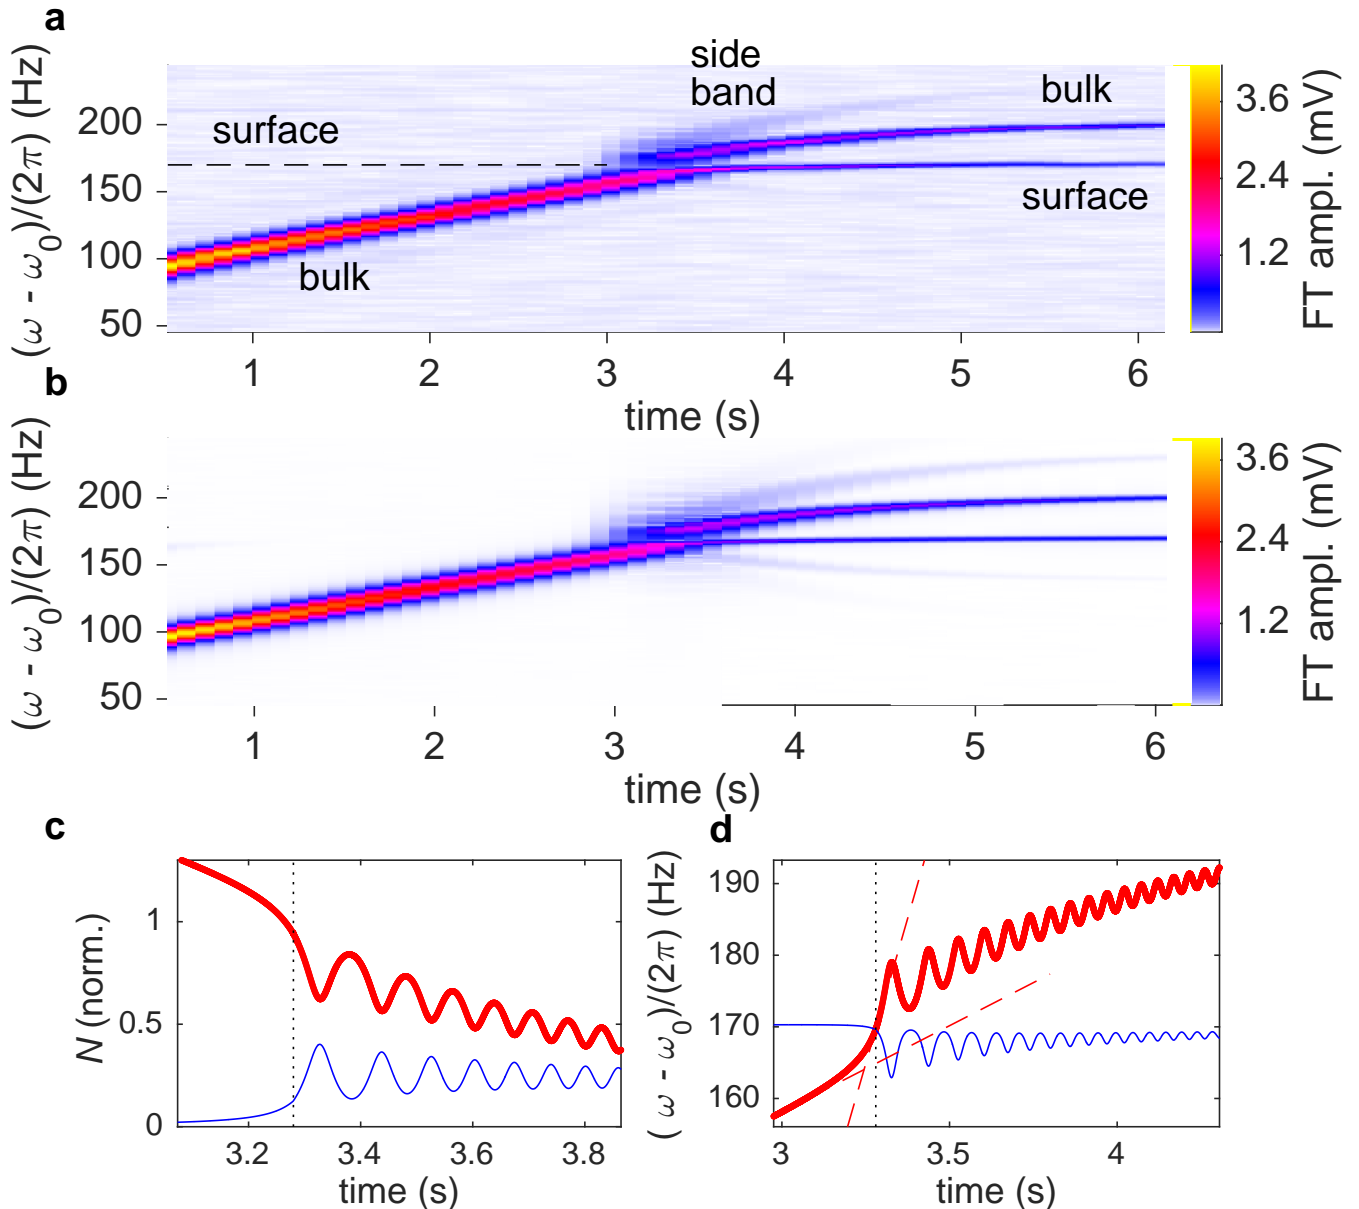 a
side
band
surface
bulk
surface
bulk
(ω - ω0)/(2π) (Hz)
200
150
100
50
1 2 3 4 5 6
time (s)
3.6
2.4
1.2
FT ampl. (mV)
b
(ω - ω0)/(2π) (Hz)
200
150
100
50
1 2 3 4 5 6
time (s)
3.6
2.4
1.2
FT ampl. (mV)
c
N (norm.)
1
0.5
0
3.2 3.4 3.6 3.8
time (s)
d
(ω - ω0)/(2π) (Hz)
190
180
170
160
3 3.5 4
time (s)